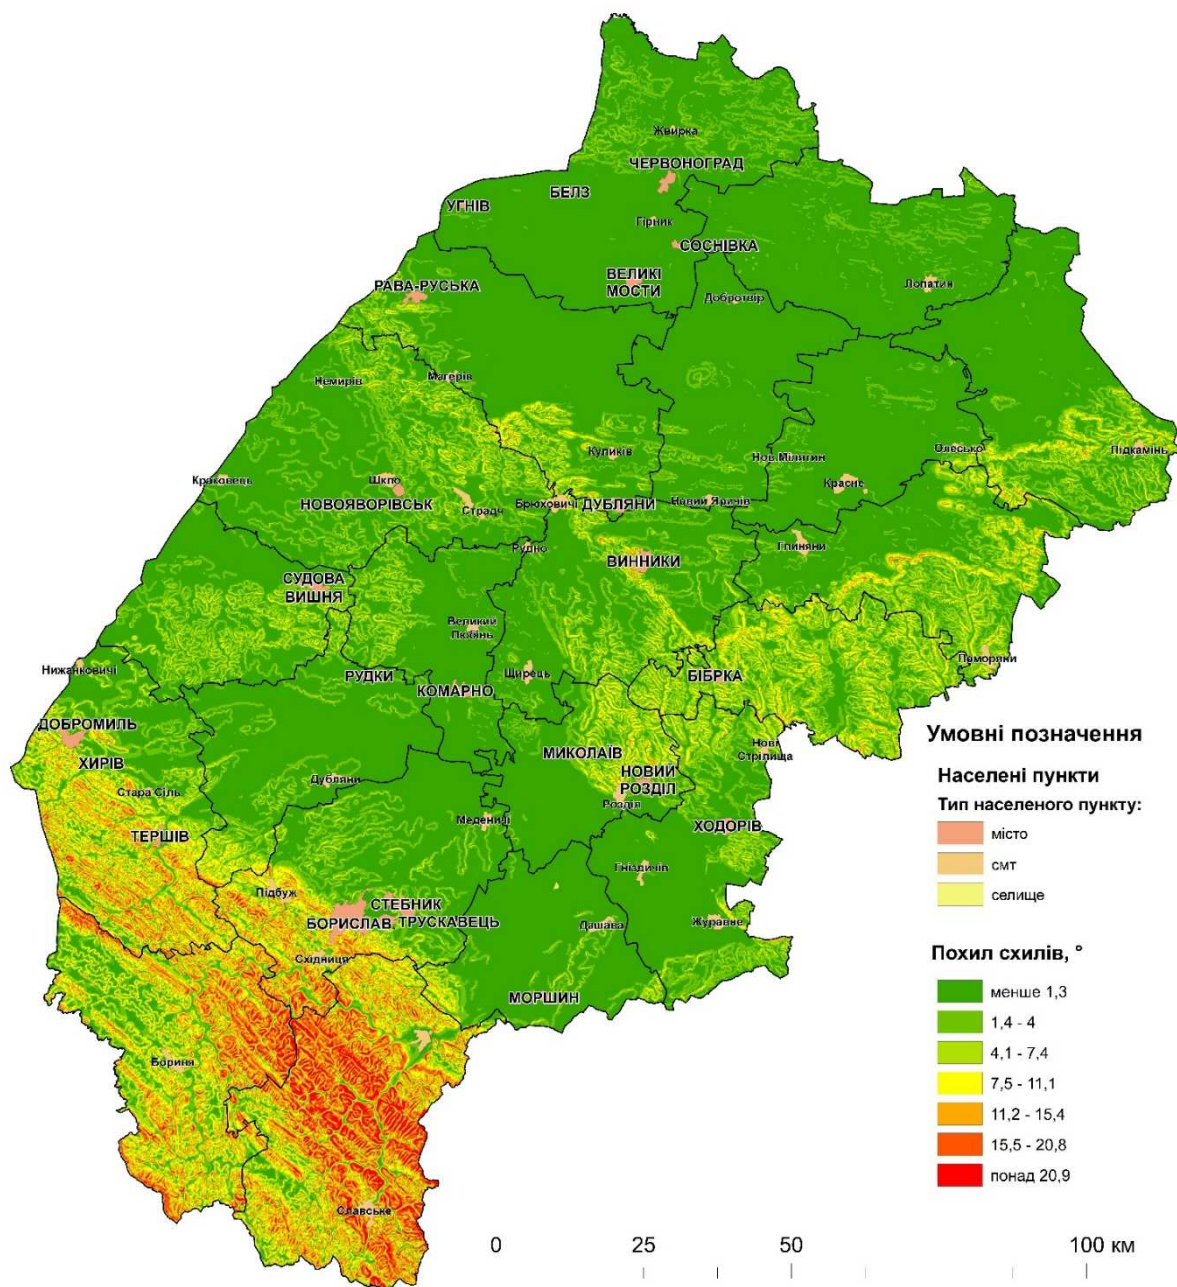 Жвирка
ЧЕРВОНОГРАД
БЕЛЗ
УГНІВ
Гірник
СОСНІВКА
ВЕЛИКІ
МОСТИ
РАВА-РУСЬКА
Добротвір
Лопатин
Немирів
Магерів
Куликів
Олесько
Підкамінь
Нов.Мілятин
Краковець
Шкло
Красне
НОВОЯВОРІВСЬК
Страдч
Брюховичі
ДУБЛЯНИ
Новий Яричів
Рудно
Глиняни
ВИННИКИ
СУДОВА
ВИШНЯ
Великий
Любінь
Нижанковичі
Щирець
БІБРКА
Поморяни
РУДКИ
КОМАРНО
ДОБРОМИЛЬ
ХИРІВ
МИКОЛАЇВ
Нові
Стрілища
Стара Сіль
Дубляни
НОВИЙ
РОЗДІЛ
Розділ
ТЕРШІВ
Меденичі
ХОДОРІВ
Гніздичів
Підбуж
СТЕБНИК
БОРИСЛАВ
ТРУСКАВЕЦЬ
Дашава
Журавне
Східниця
МОРШИН
Бориня
Славське
Умовні позначення
Населені пункти
Тип населеного пункту:
місто
смт
селище
Похил схилів, °
менше 1,3
1,4 - 4
4,1 - 7,4
7,5 - 11,1
11,2 - 15,4
15,5 - 20,8
понад 20,9
0 25 50 100 км